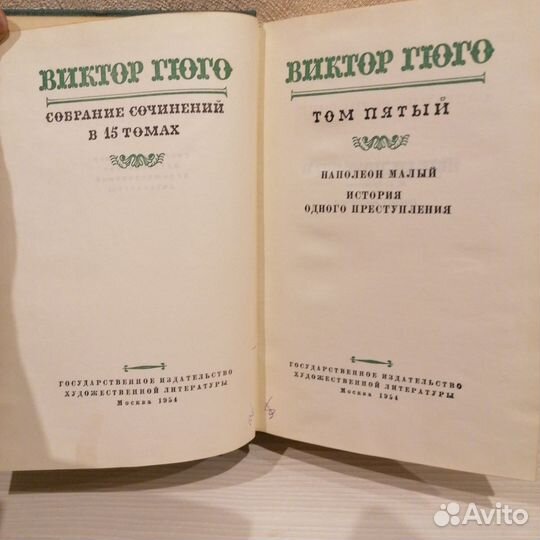 ВИКТОР ГЮГО
СОБРАНИЕ СОЧИНЕНИЙ
В 15 ТОМАХ
ГОСУДАРСТВЕННОЕ ИЗДАТЕЛЬСТВО
ХУДОЖЕСТВЕННОЙ ЛИТЕРАТУРЫ
Москва 1954
ВИКТОР ГЮГО
ТОМ ПЯТЫЙ
НАПОЛЕОН МАЛЫЙ
ИСТОРИЯ
ОДНОГО ПРЕСТУПЛЕНИЯ
ГОСУДАРСТВЕННОЕ ИЗДАТЕЛЬСТВО
ХУДОЖЕСТВЕННОЙ ЛИТЕРАТУРЫ
Москва 1954
Avito